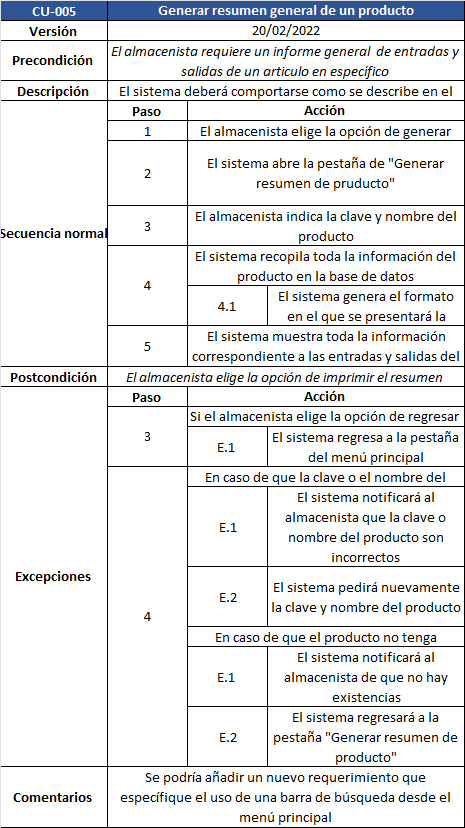 CU-005 Generar resumen general de un producto
Versión 20/02/2022
Precondición El almacenista requiere un informe general de entradas y
salidas de un articulo en específico
Descripción El sistema deberá comportarse como se describe en el
Secuencia normal
Paso Acción
1 El almacenista elige la opción de generar
2 El sistema abre la pestaña de "Generar
resumen de pruducto"
3 El almacenista indica la clave y nombre del
producto
4 El sistema recopila toda la información del
producto en la base de datos
4.1 El sistema genera el formato
en el que se presentará la
5 El sistema muestra toda la información
correspondiente a las entradas y salidas del
Postcondición El almacenista elige la opción de imprimir el resumen
Excepciones
Paso Acción
3 Si el almacenista elige la opción de regresar
E.1 El sistema regresa a la pestaña
del menú principal
4 En caso de que la clave o el nombre del
E.1 El sistema notificará al
almacenista que la clave o
nombre del producto son
incorrectos
E.2 El sistema pedirá nuevamente
la clave y nombre del producto
En caso de que el producto no tenga
E.1 El sistema notificará al
almacenista de que no hay
existencias
E.2 El sistema regresará a la
pestaña "Generar resumen de
producto"
Comentarios Se podría añadir un nuevo requerimiento que
especifique el uso de una barra de búsqueda desde el
menú principal